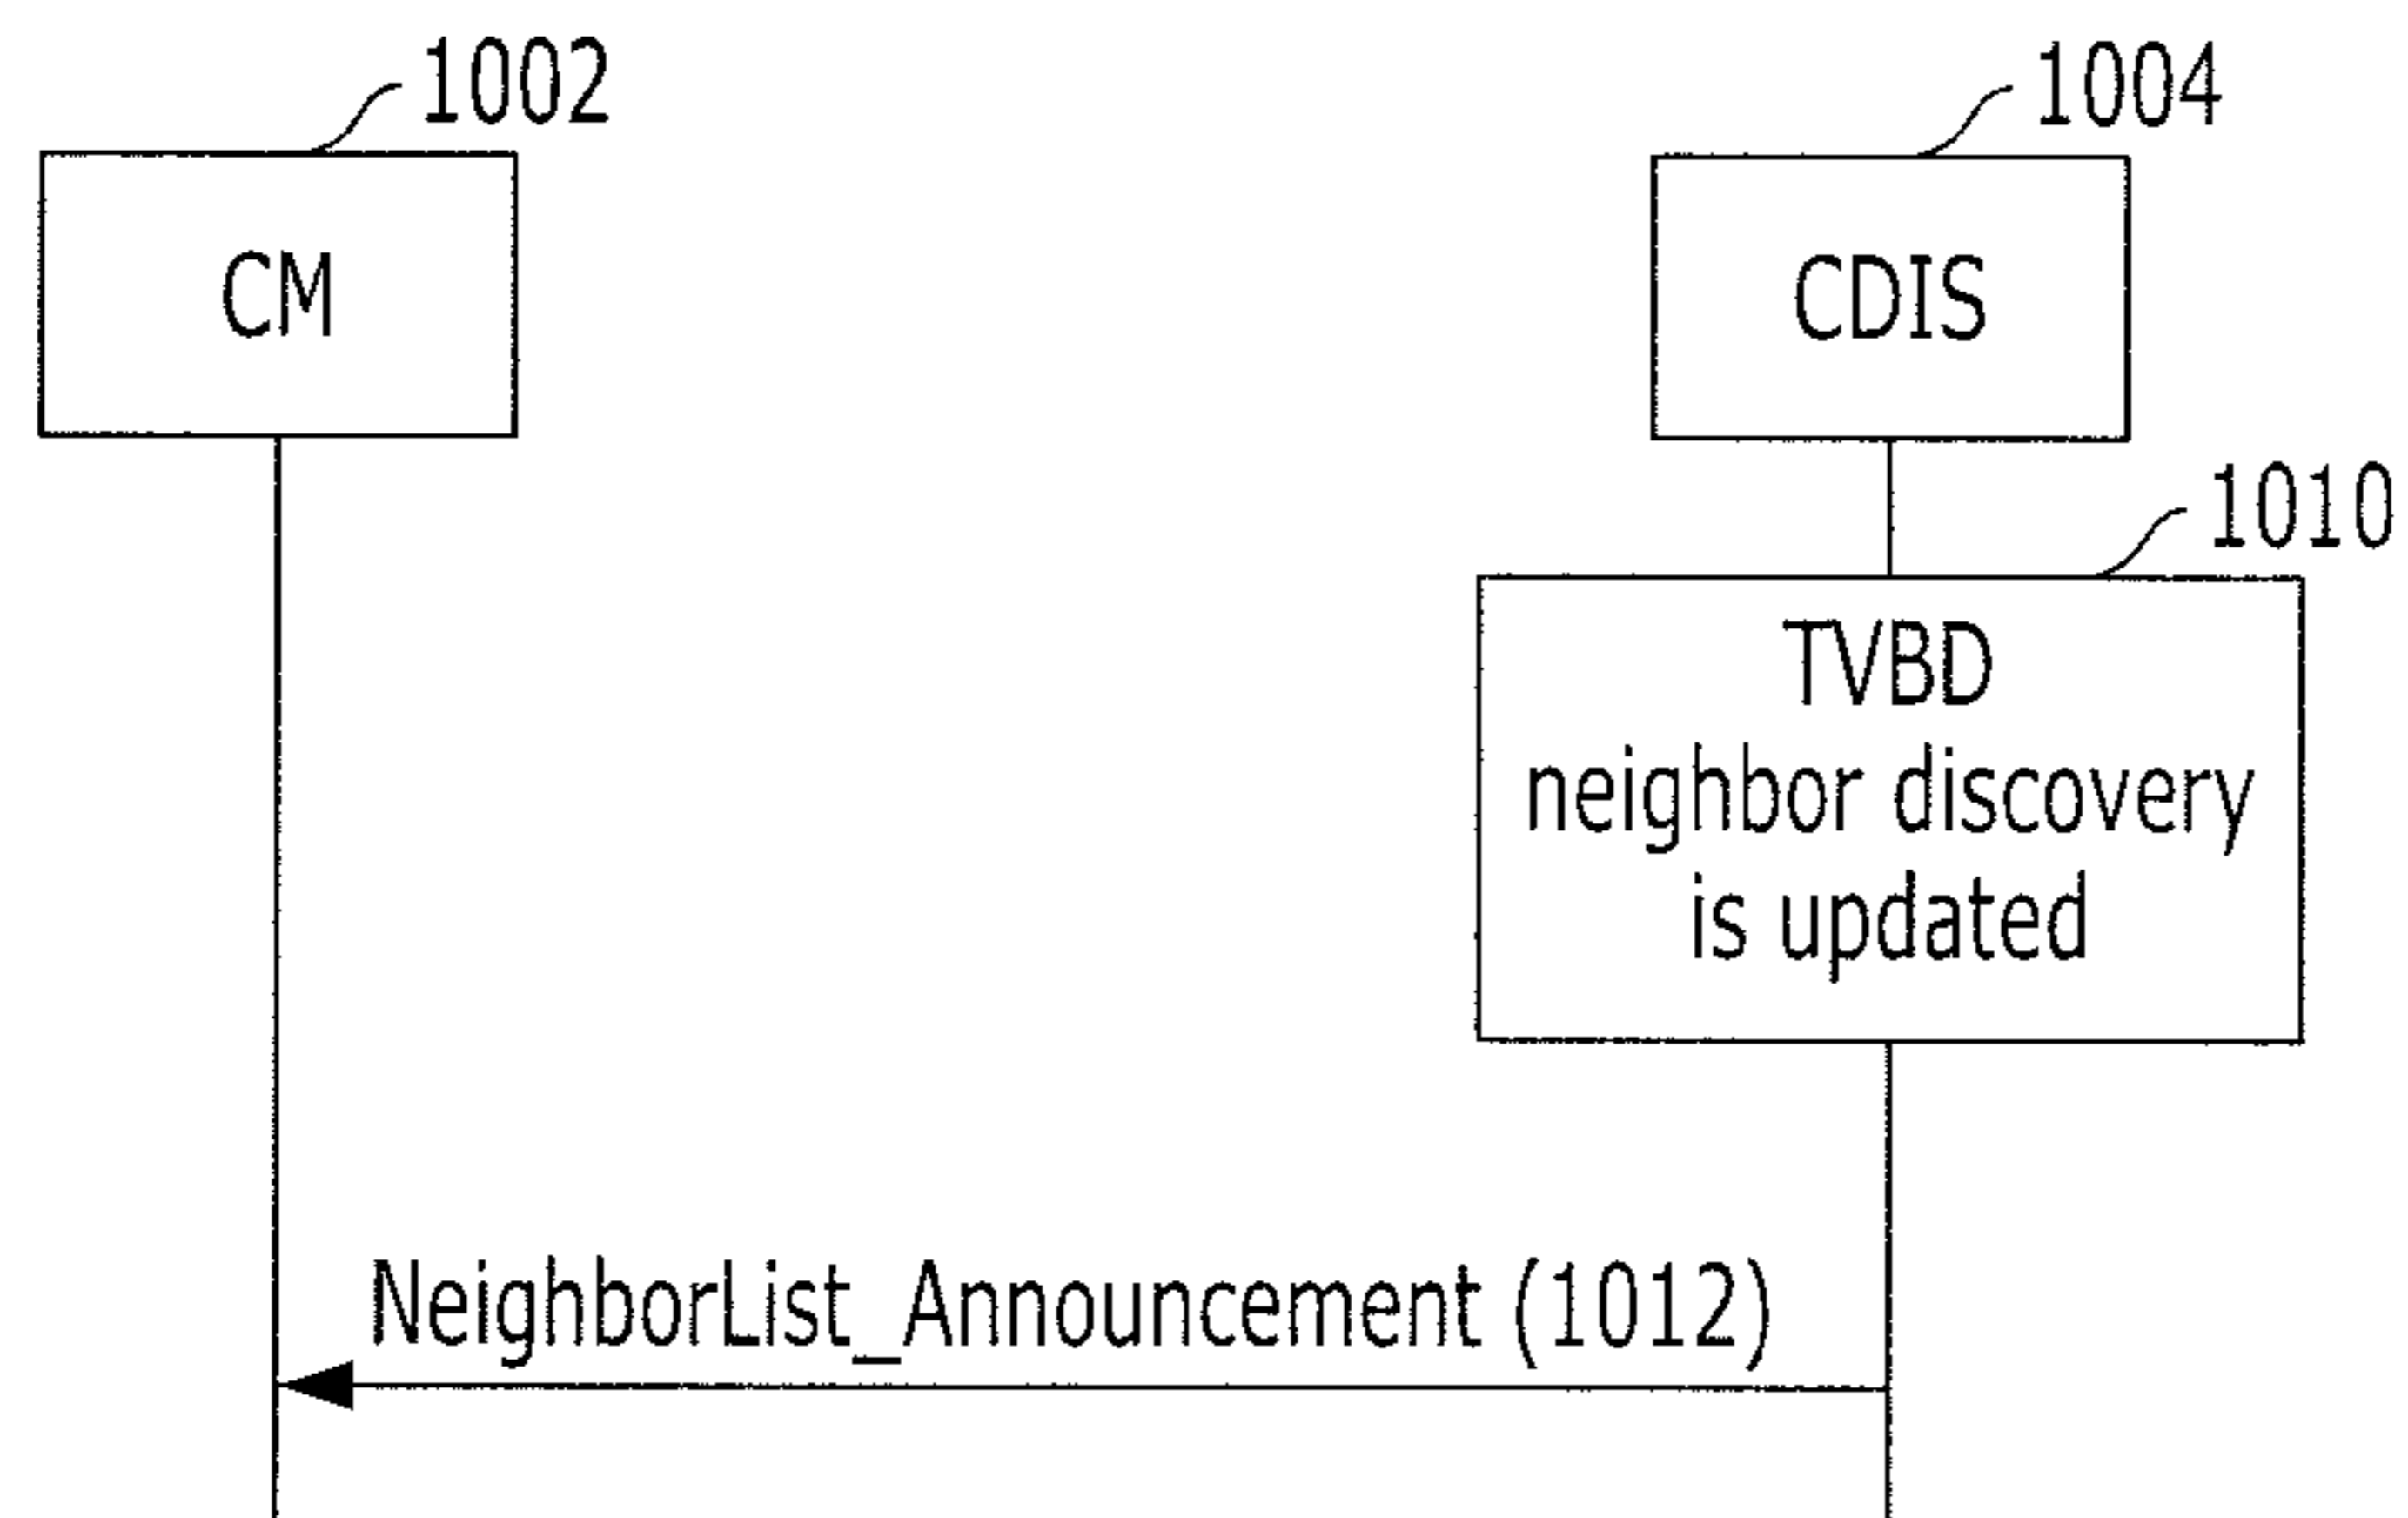 1002
1004
CM
CDIS
1010
TVBD
neighbor discovery
is updated
NeighborList_Announcement (1012)